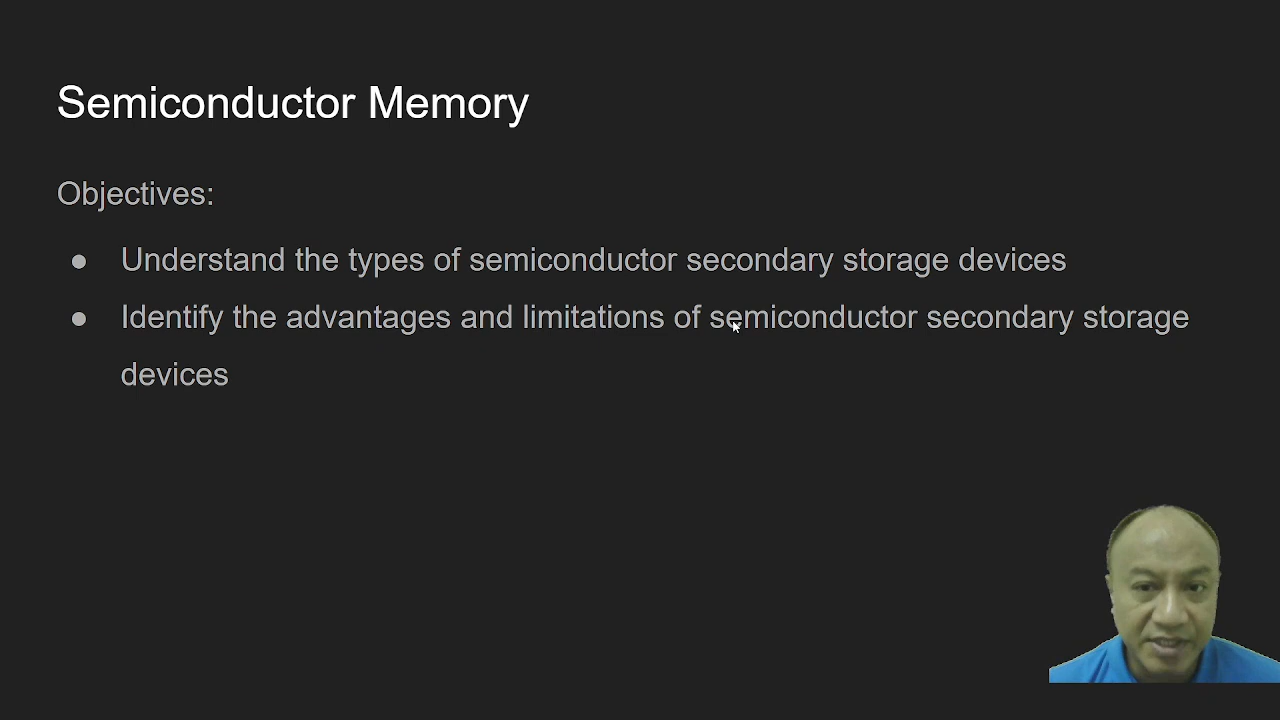 Semiconductor Memory
Objectives:
● Understand the types of semiconductor secondary storage devices
● Identify the advantages and limitations of semiconductor secondary storage
devices